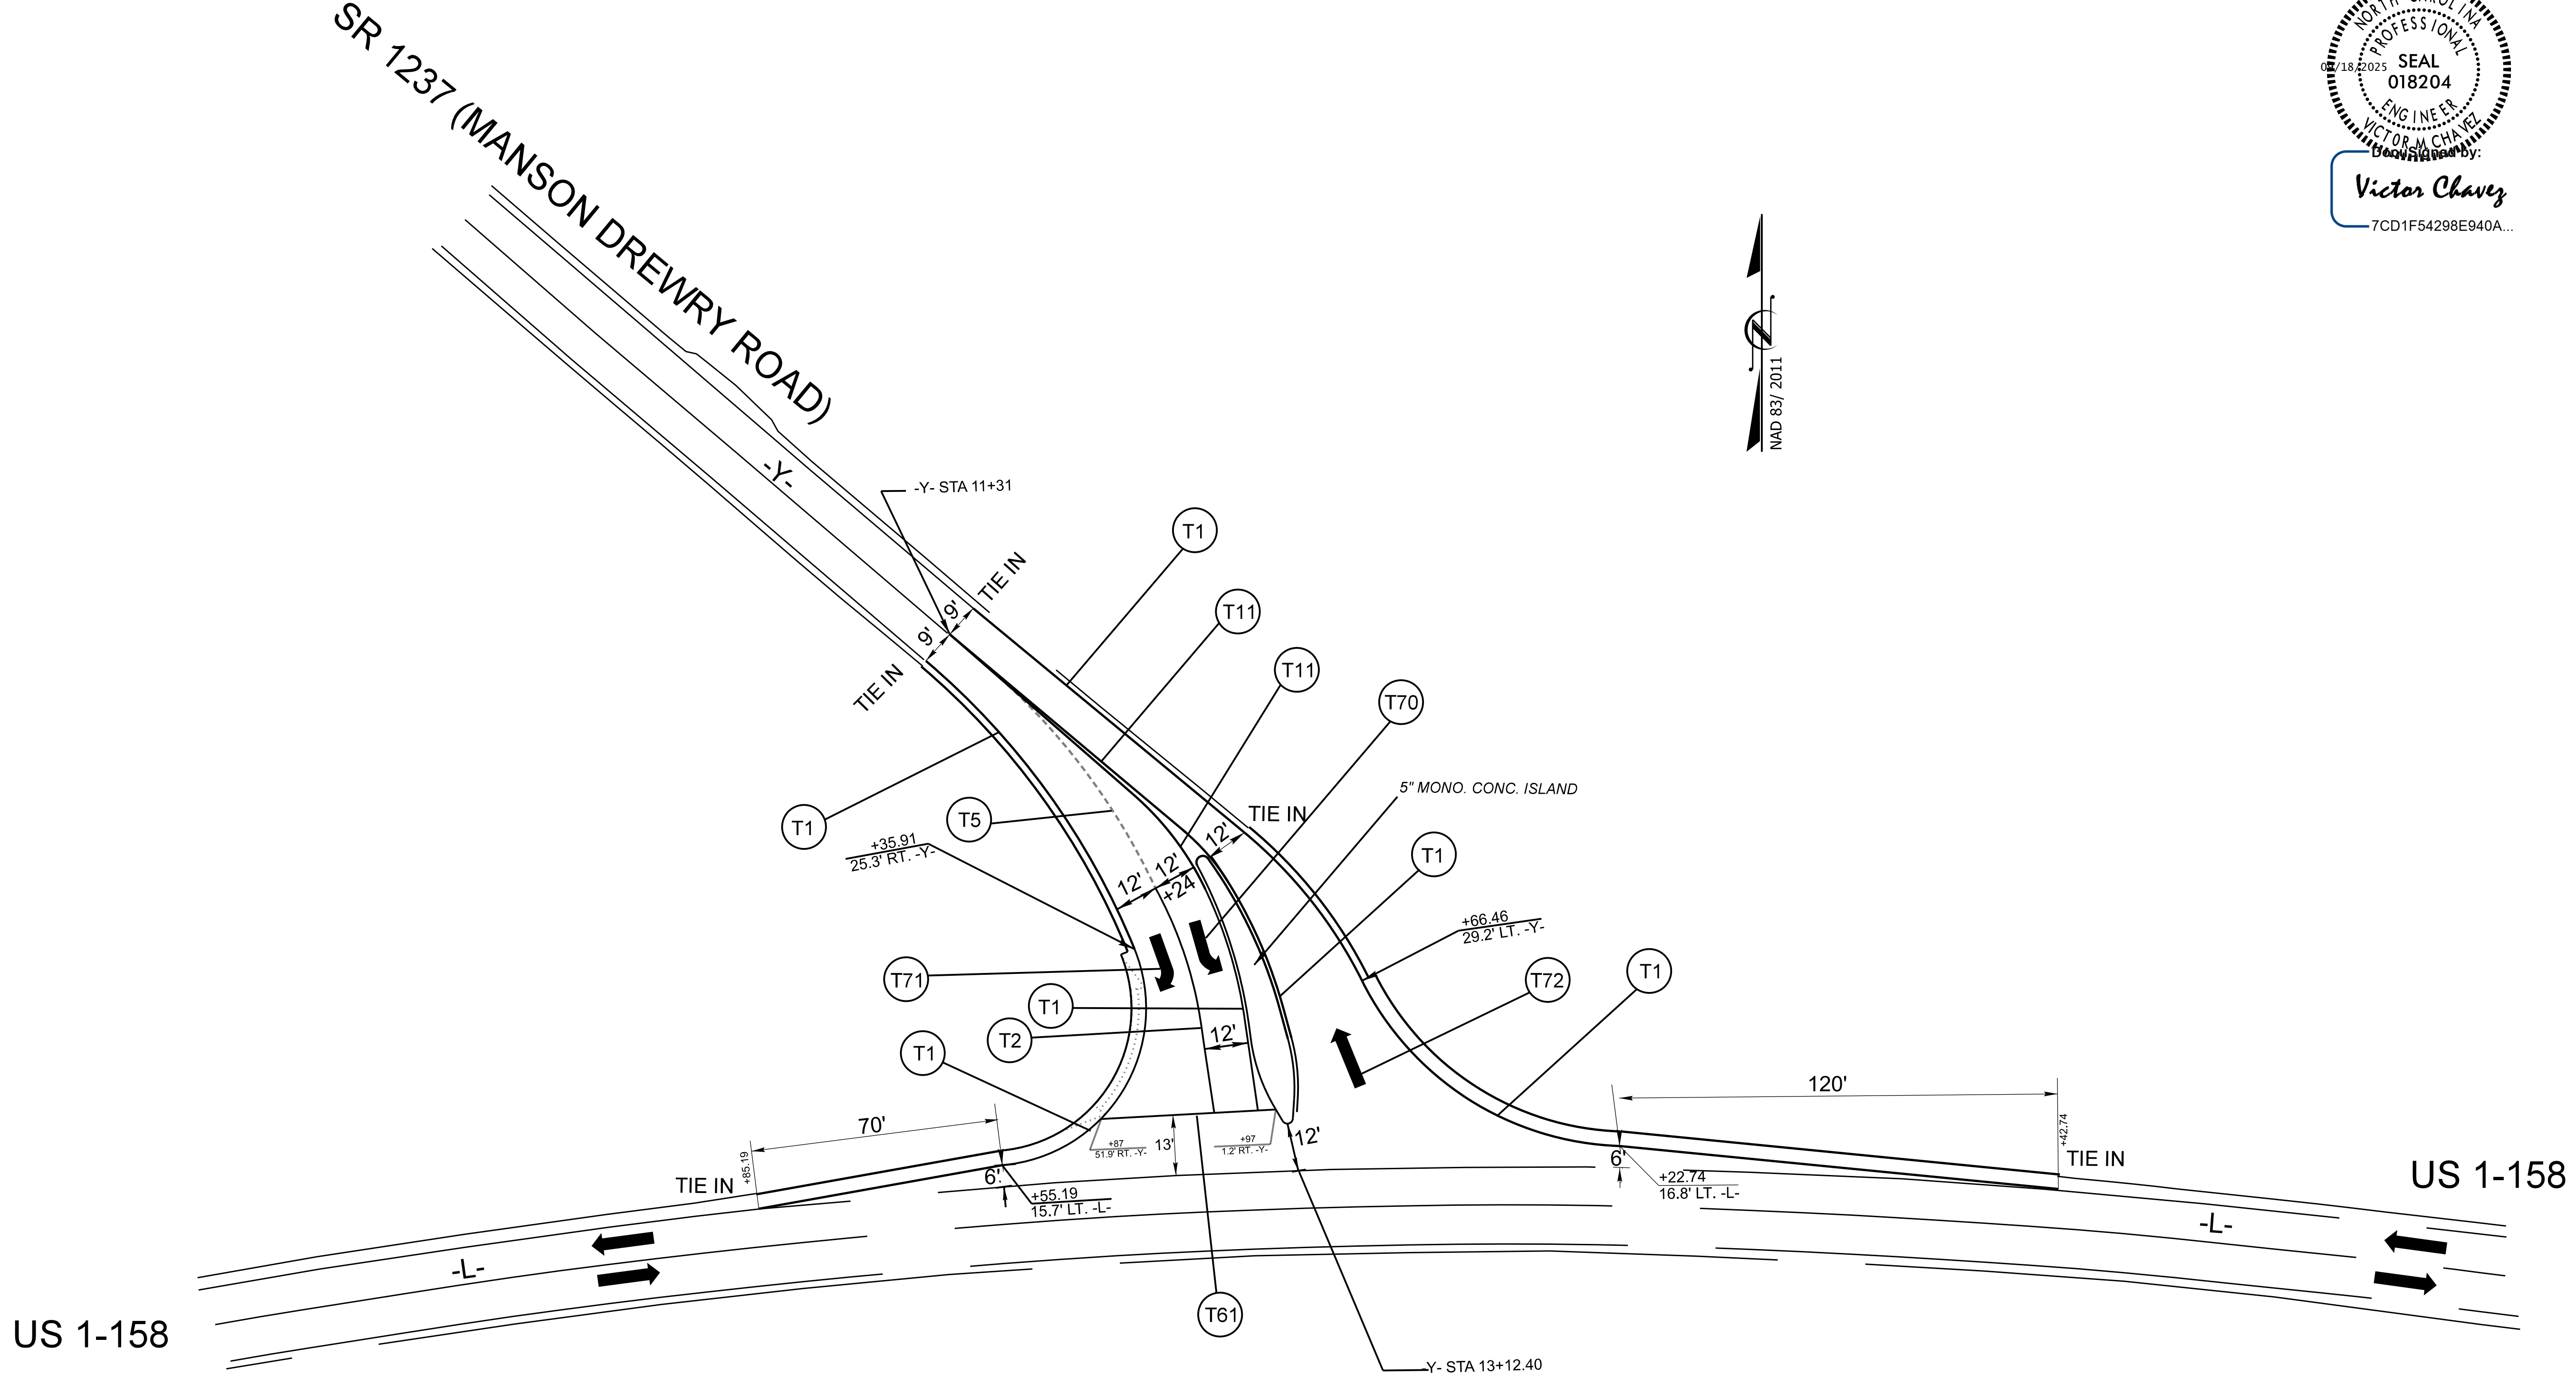 NORTH CAROLINA
PROFESSIONAL
SEAL
018204
ENGINEER
VICTOR M CHAVEZ
DocuSigned by:
Victor Chavez
7CD1F54298E940A...
SR 1237 (MANSON DREWRY ROAD)
NAD 83/ 2011
-Y-
-Y- STA 11+31
T1
TIE IN
9'
9'
TIE IN
T11
T11
T70
5" MONO. CONC. ISLAND
TIE IN
12'
T1
T5
T1
+35.91
25.3' RT. -Y-
12'
12'
+24
T1
+66.46
29.2' LT. -Y-
T1
T71
T72
T1
T2
12'
T1
120'
70'
+42.74
TIE IN
+87
51.9' RT. -Y-
13'
+97
1.2' RT. -Y-
12'
6'
+85.19
TIE IN
6'
+55.19
15.7' LT. -L-
+22.74
16.8' LT. -L-
US 1-158
-L-
-L-
T61
US 1-158
-Y- STA 13+12.40